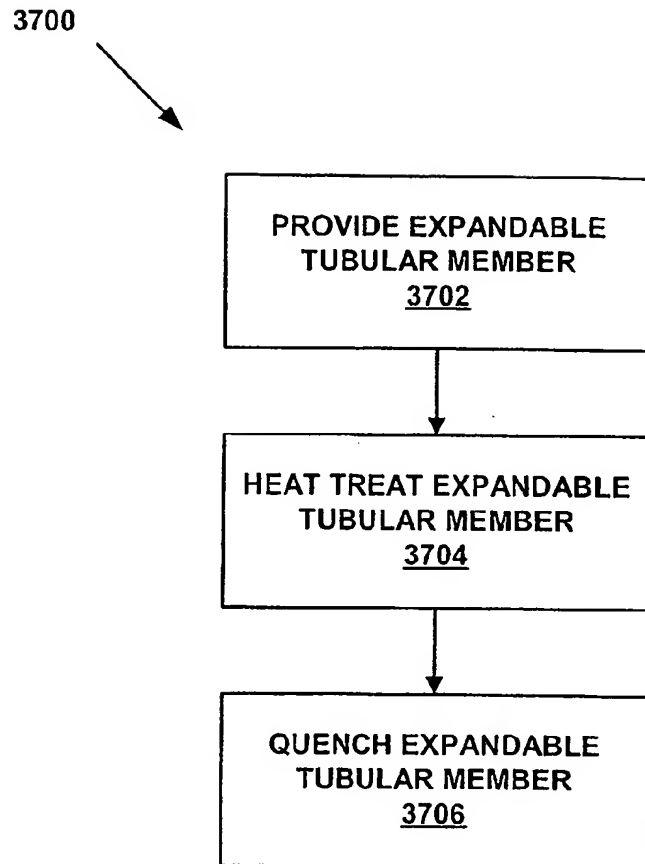 3700
PROVIDE EXPANDABLE
TUBULAR MEMBER
3702
HEAT TREAT EXPANDABLE
TUBULAR MEMBER
3704
QUENCH EXPANDABLE
TUBULAR MEMBER
3706